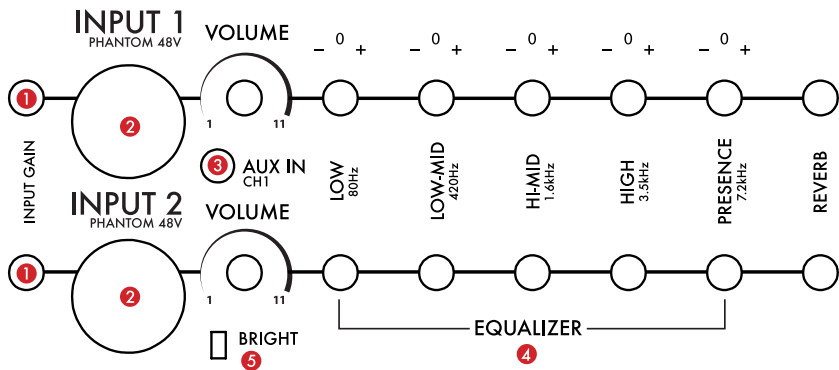 INPUT 1
PHANTOM 48V
VOLUME
− 0 +
− 0 +
− 0 +
− 0 +
− 0 +
1
2
1 11
3
AUX IN
CH1
INPUT GAIN
LOW
80Hz
LOW-MID
420Hz
HI-MID
1.6kHz
HIGH
3.5kHz
PRESENCE
7.2kHz
REVERB
INPUT 2
PHANTOM 48V
VOLUME
1
2
1 11
BRIGHT
5
EQUALIZER
4